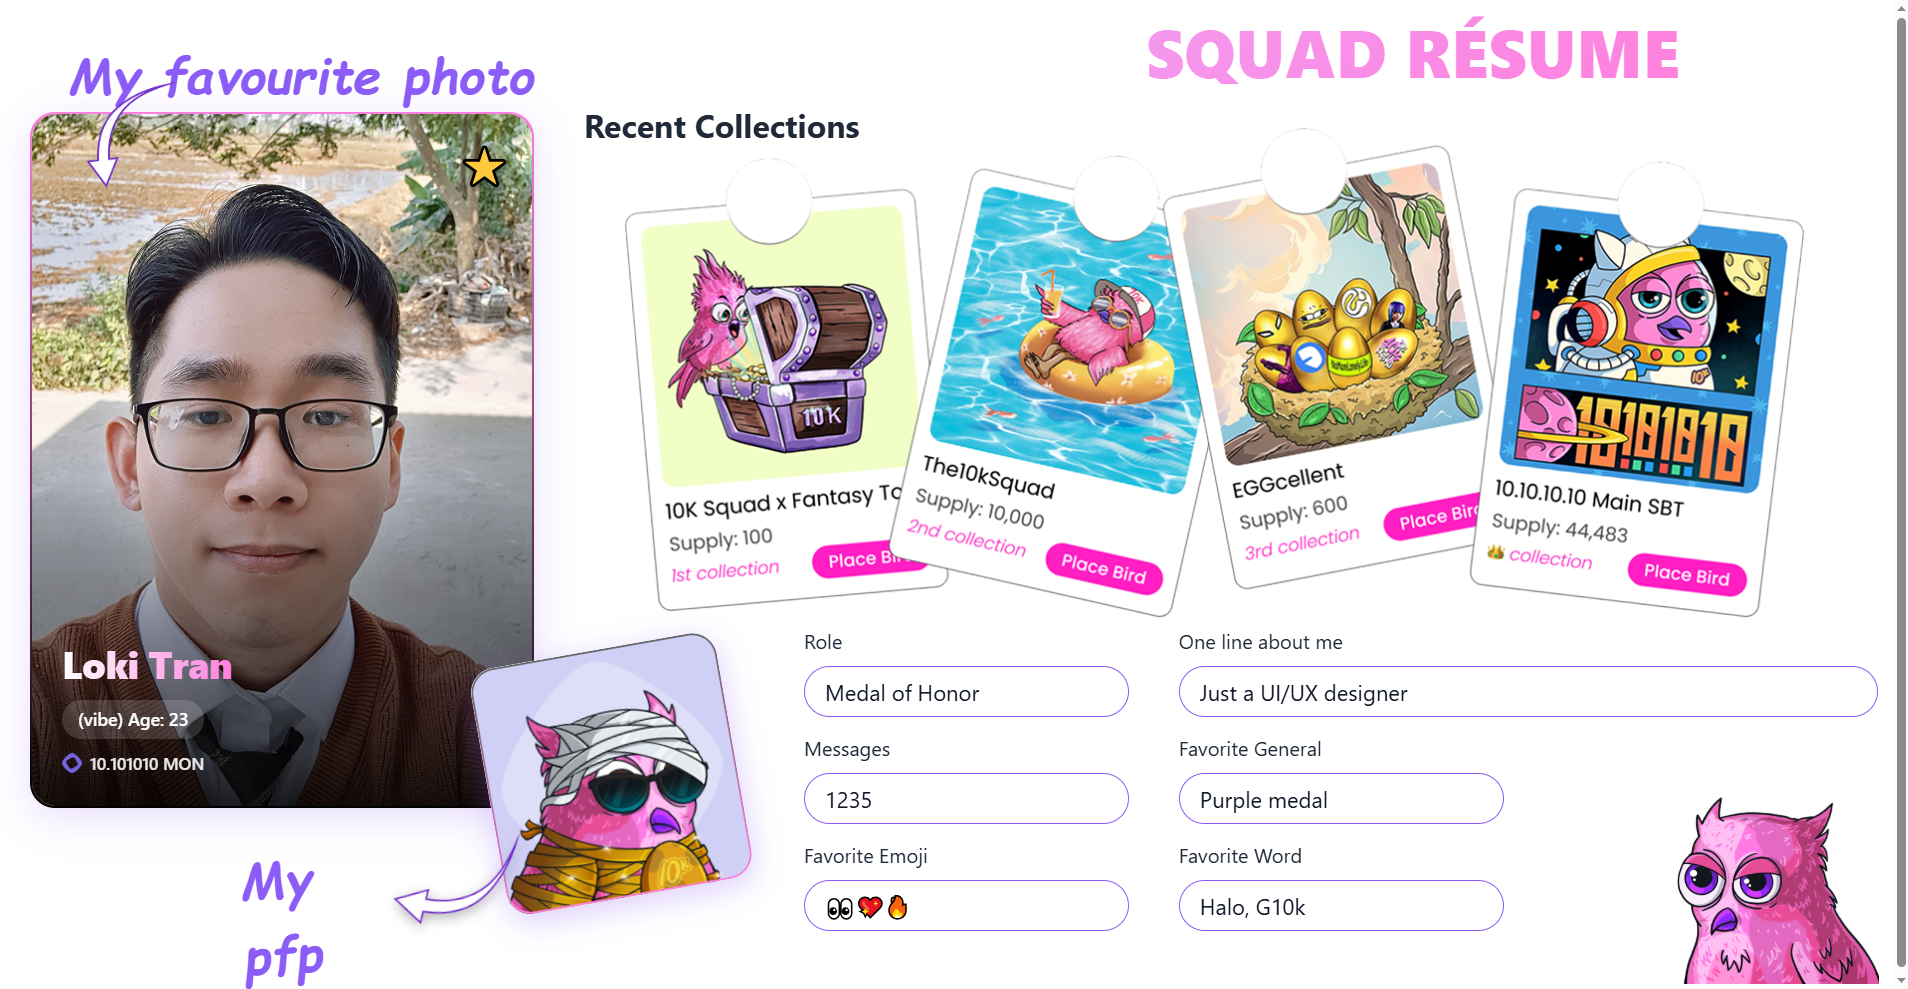 SQUAD RÉSUME
My favourite photo
Loki Tran
(vibe) Age: 23
10.101010 MON
My
pfp
Recent Collections
10K
10K Squad x Fantasy To
Supply: 100
1st collection
Place Bi
The10kSquad
Supply: 10,000
2nd collection
Place Bird
EGGcellent
Supply: 600
3rd collection
Place Bird
10K
10101010
10.10.10.10 Main SBT
Supply: 44,483
👑 collection
Place Bird
Role
Medal of Honor
One line about me
Just a UI/UX designer
Messages
1235
Favorite General
Purple medal
Favorite Emoji
👀💖🔥
Favorite Word
Halo, G10k
10K